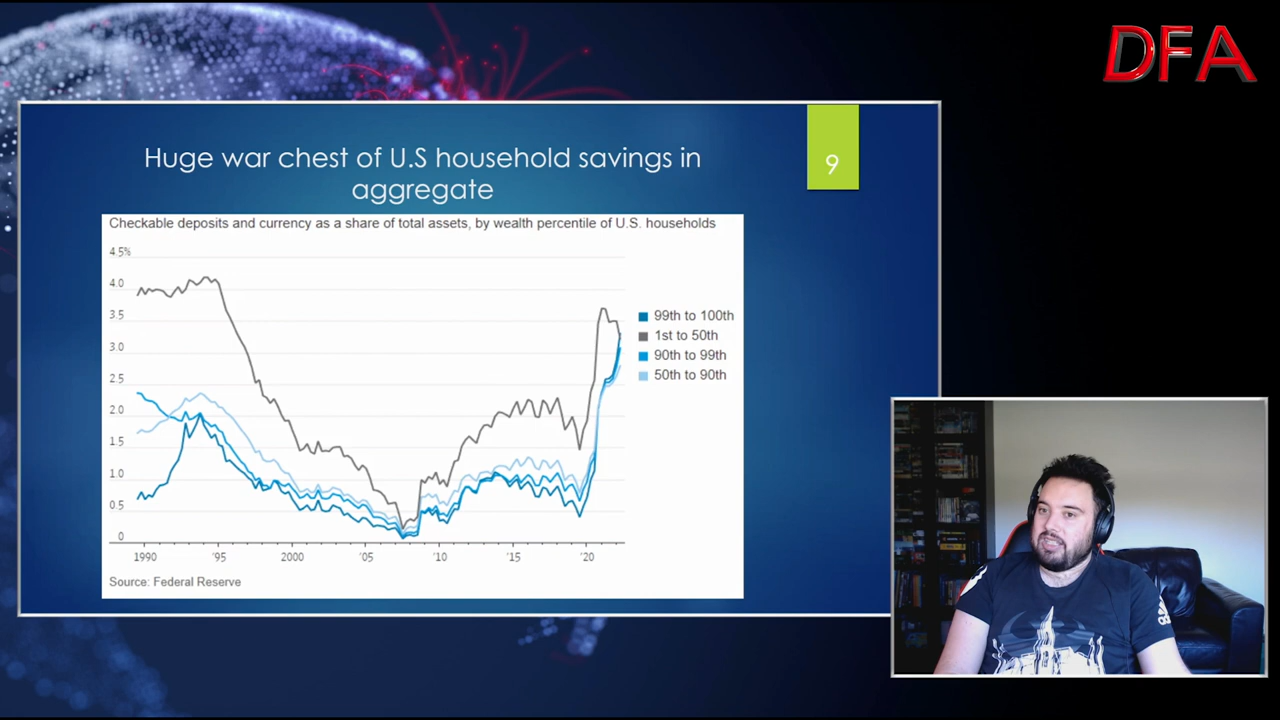 DFA
Huge war chest of U.S household savings in
aggregate
9
Checkable deposits and currency as a share of total assets, by wealth percentile of U.S. households
4.5%
4.0
3.5
3.0
2.5
2.0
1.5
1.0
0.5
0
1990
'95
2000
'05
'10
'15
'20
99th to 100th
1st to 50th
90th to 99th
50th to 90th
Source: Federal Reserve